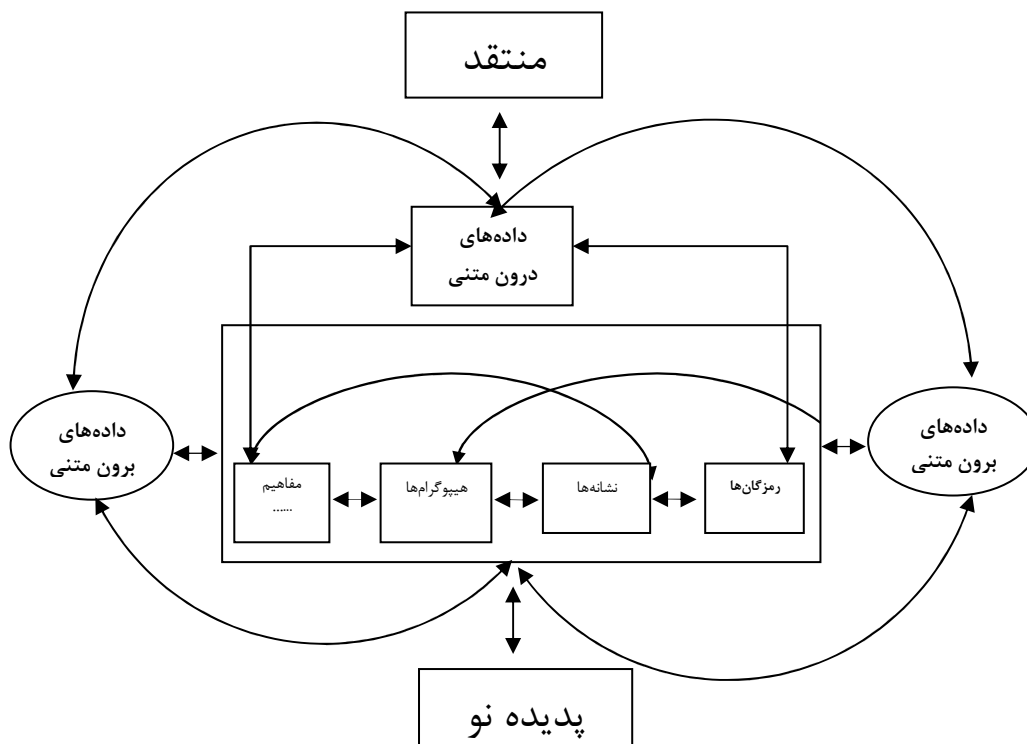 منتقد
داده‌های
درون متنی
داده‌های
برون متنی
داده‌های
برون متنی
رمزگان‌ها
نشانه‌ها
هیپوگرام‌ها
مفاهیم
......
پدیده نو